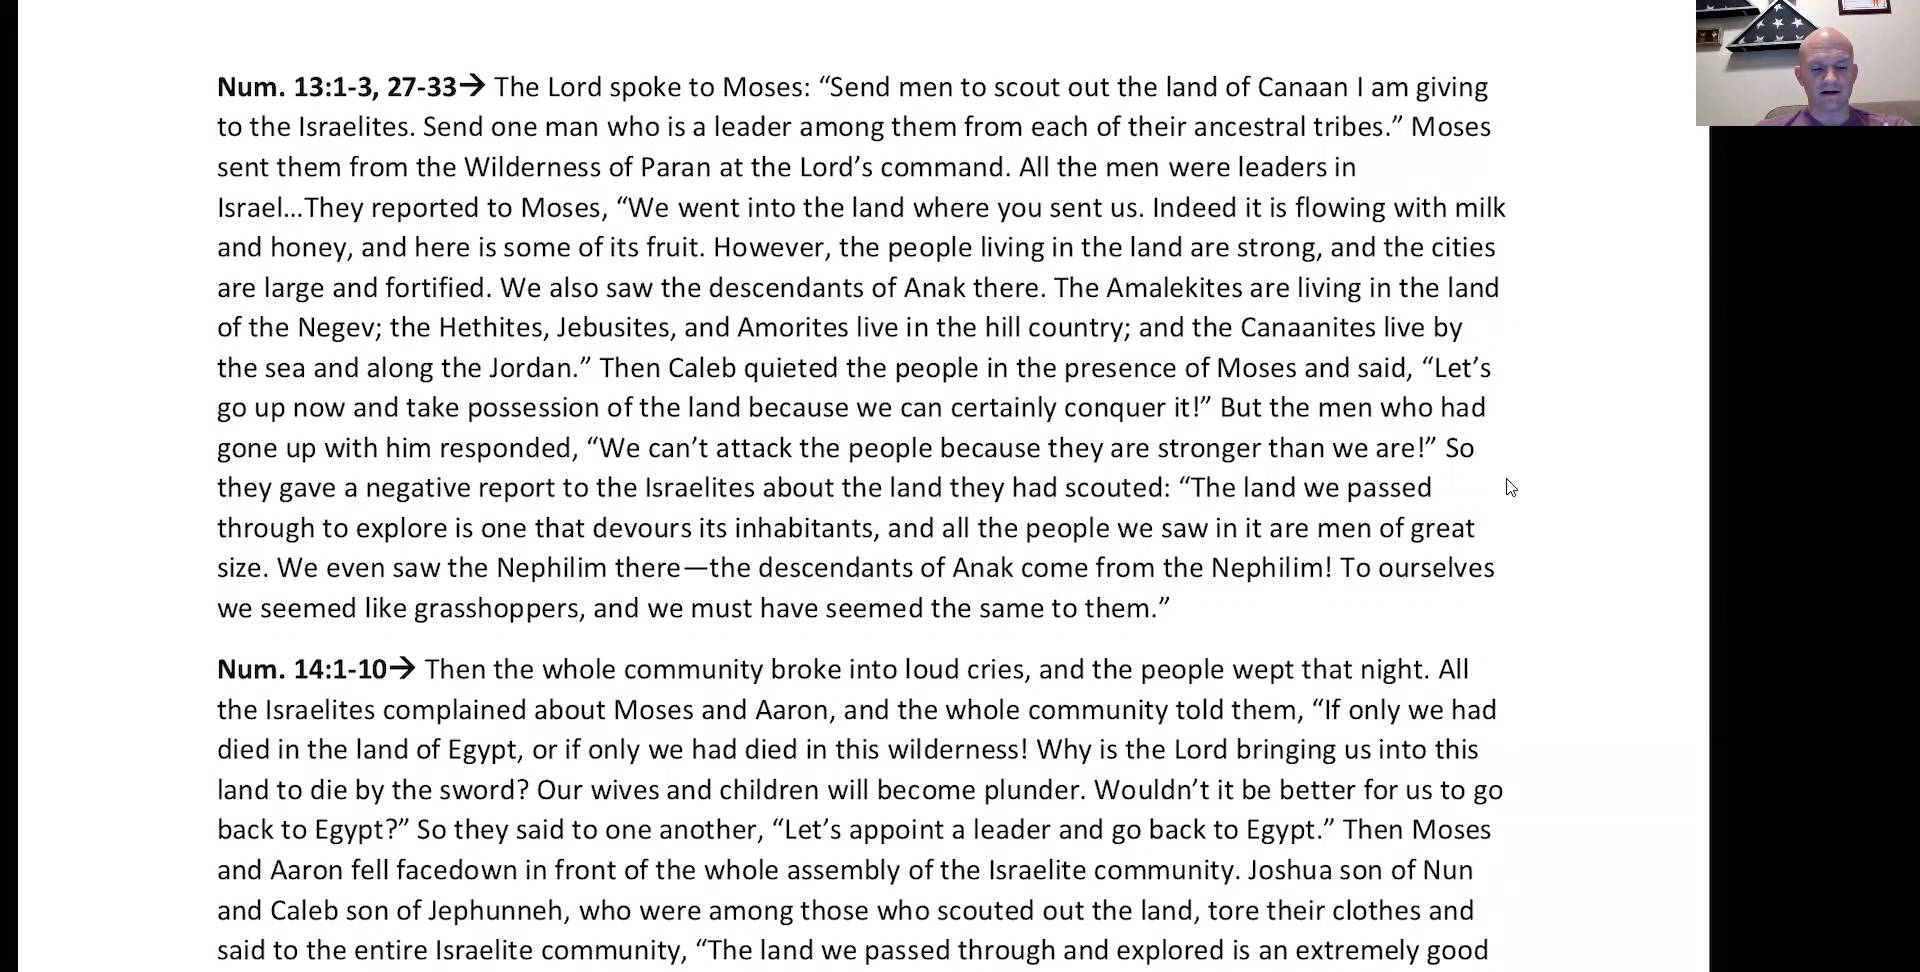 Num. 13:1-3, 27-33→ The Lord spoke to Moses: “Send men to scout out the land of Canaan I am giving
to the Israelites. Send one man who is a leader among them from each of their ancestral tribes.” Moses
sent them from the Wilderness of Paran at the Lord’s command. All the men were leaders in
Israel…They reported to Moses, “We went into the land where you sent us. Indeed it is flowing with milk
and honey, and here is some of its fruit. However, the people living in the land are strong, and the cities
are large and fortified. We also saw the descendants of Anak there. The Amalekites are living in the land
of the Negev; the Hethites, Jebusites, and Amorites live in the hill country; and the Canaanites live by
the sea and along the Jordan.” Then Caleb quieted the people in the presence of Moses and said, “Let’s
go up now and take possession of the land because we can certainly conquer it!” But the men who had
gone up with him responded, “We can’t attack the people because they are stronger than we are!” So
they gave a negative report to the Israelites about the land they had scouted: “The land we passed
through to explore is one that devours its inhabitants, and all the people we saw in it are men of great
size. We even saw the Nephilim there—the descendants of Anak come from the Nephilim! To ourselves
we seemed like grasshoppers, and we must have seemed the same to them.”
Num. 14:1-10→ Then the whole community broke into loud cries, and the people wept that night. All
the Israelites complained about Moses and Aaron, and the whole community told them, “If only we had
died in the land of Egypt, or if only we had died in this wilderness! Why is the Lord bringing us into this
land to die by the sword? Our wives and children will become plunder. Wouldn’t it be better for us to go
back to Egypt?” So they said to one another, “Let’s appoint a leader and go back to Egypt.” Then Moses
and Aaron fell facedown in front of the whole assembly of the Israelite community. Joshua son of Nun
and Caleb son of Jephunneh, who were among those who scouted out the land, tore their clothes and
said to the entire Israelite community, “The land we passed through and explored is an extremely good